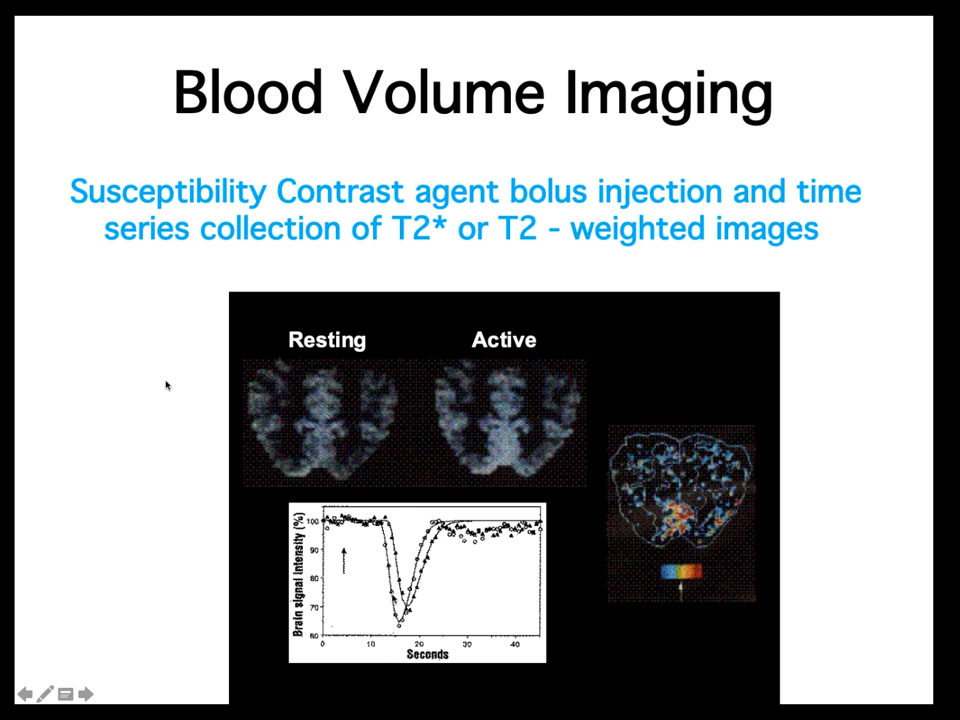 Blood Volume Imaging
Susceptibility Contrast agent bolus injection and time
series collection of T2* or T2 - weighted images
Resting
Active
Brain signal intensity (%)
100
90
80
70
60
0
10
20
30
40
Seconds